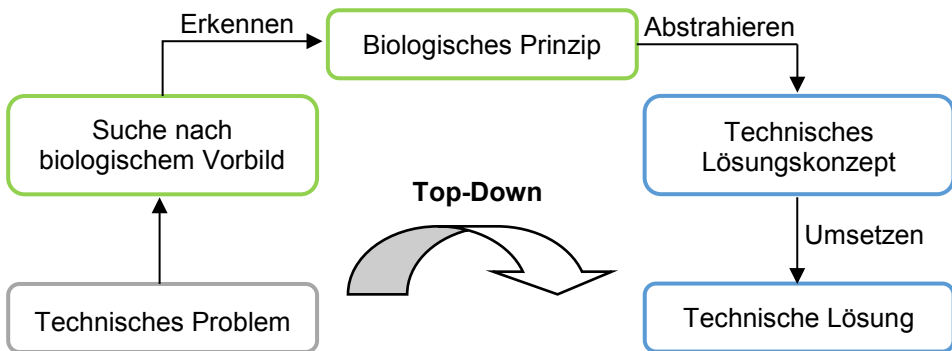 Erkennen
Biologisches Prinzip
Abstrahieren
Suche nach
biologischem Vorbild
Technisches
Lösungskonzept
Top-Down
Umsetzen
Technisches Problem
Technische Lösung